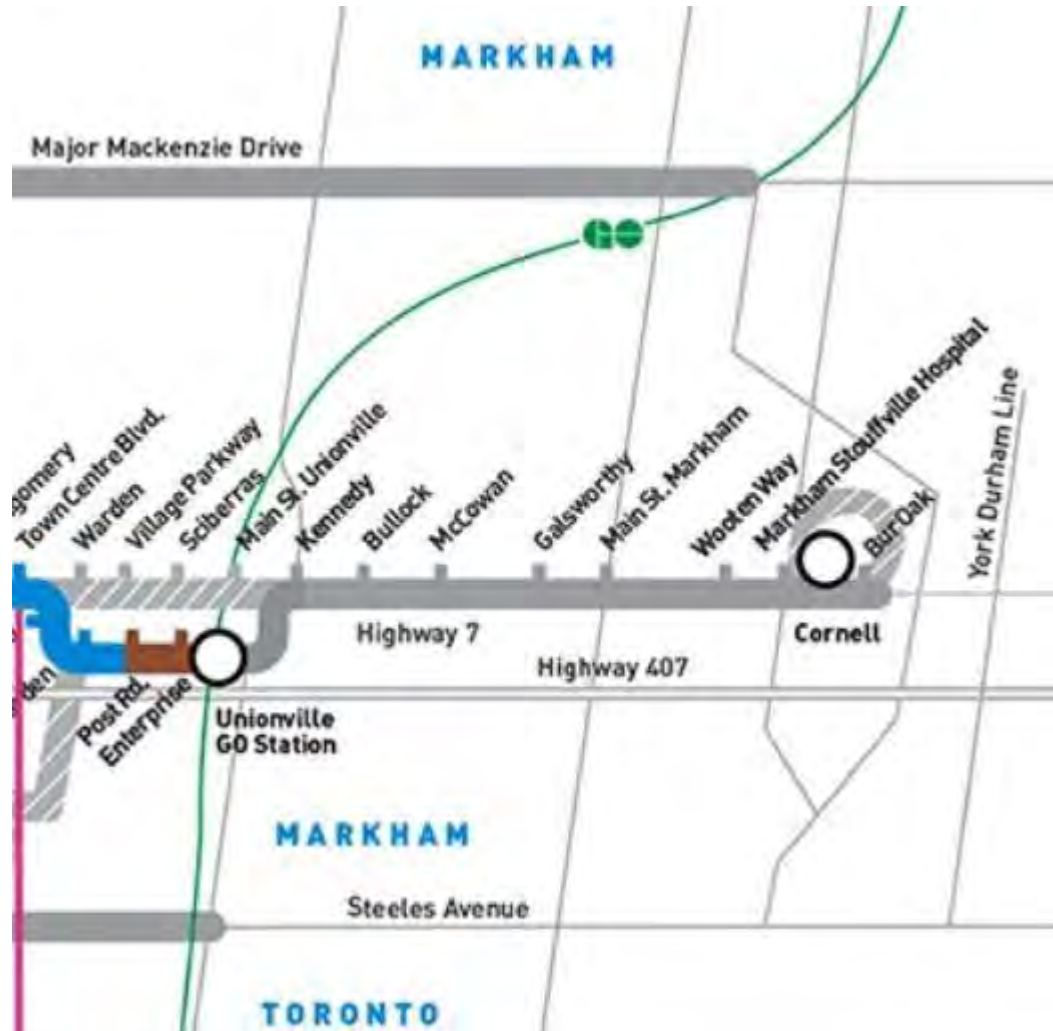 MARKHAM
Major Mackenzie Drive
GO
Town Centre Blvd.
Warden
Village Parkway
Sciberras
Main St. Unionville
Kennedy
Bullock
McCowan
Galsworthy
Main St. Markham
Wooten Way
Markham Stouffville Hospital
Bur Oak
York Durham Line
Highway 7
Cornell
Highway 407
Post Rd.
Enterprise
Unionville
GO Station
MARKHAM
Steeles Avenue
TORONTO